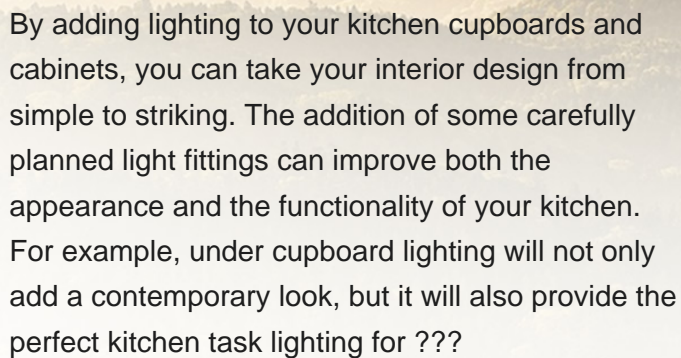 By adding lighting to your kitchen cupboards and
cabinets, you can take your interior design from
simple to striking. The addition of some carefully
planned light fittings can improve both the
appearance and the functionality of your kitchen.
For example, under cupboard lighting will not only
add a contemporary look, but it will also provide the
perfect kitchen task lighting for ???